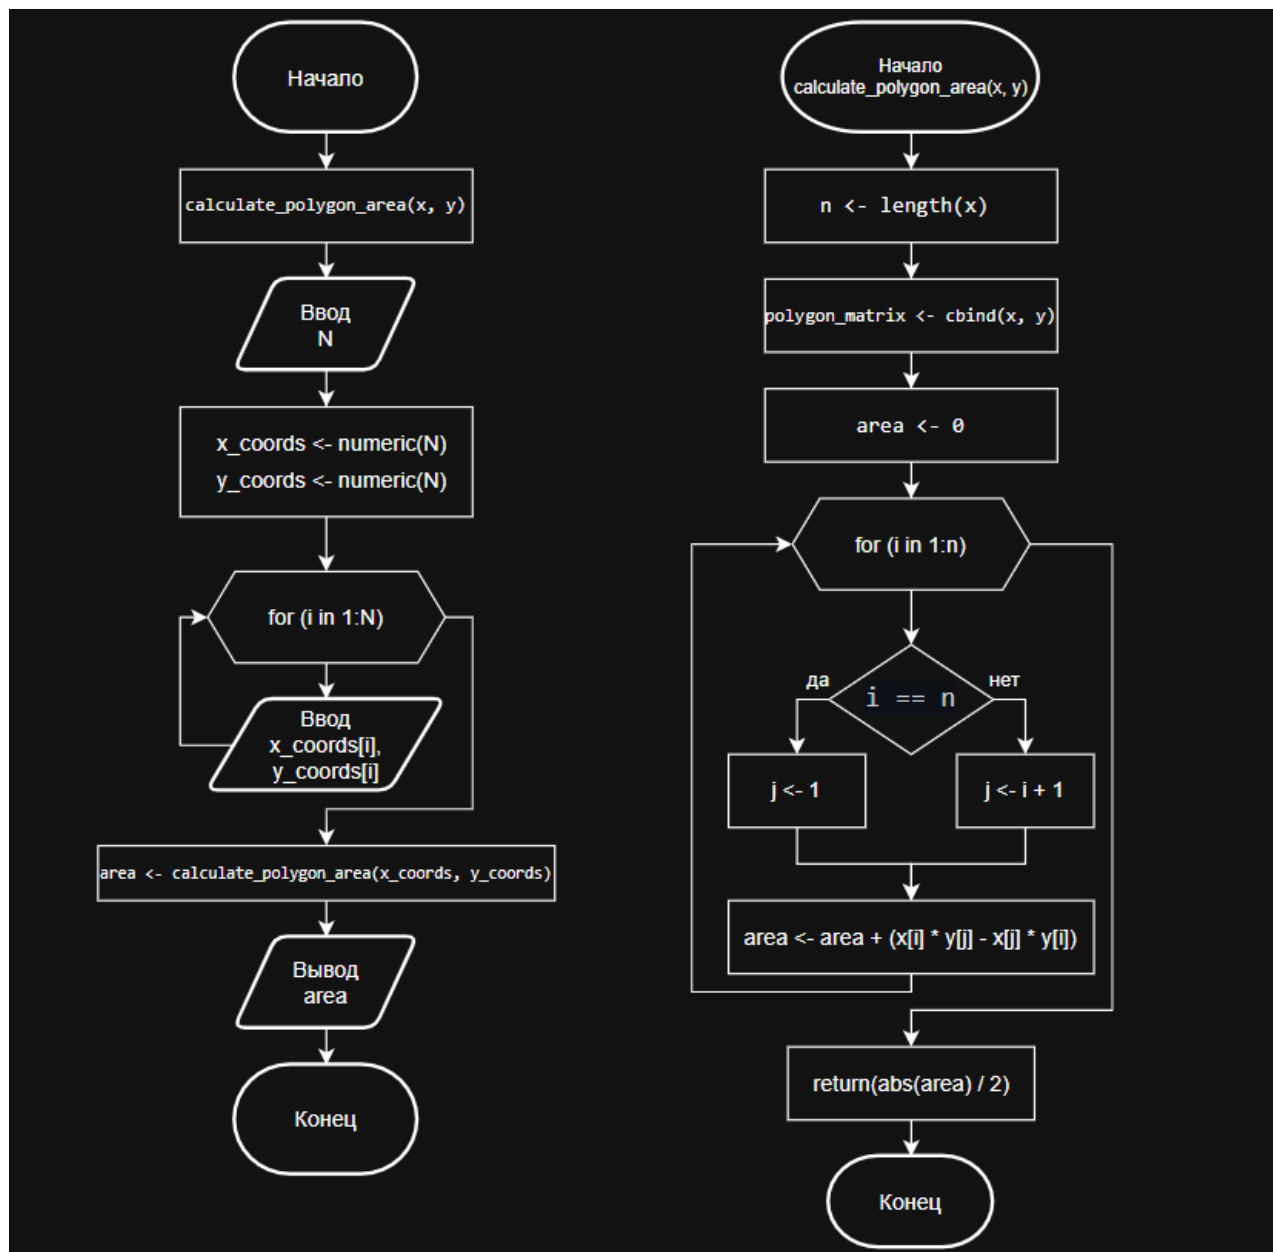 Начало
calculate_polygon_area(x, y)
Ввод
N
x_coords <- numeric(N)
y_coords <- numeric(N)
for (i in 1:N)
Ввод
x_coords[i],
y_coords[i]
area <- calculate_polygon_area(x_coords, y_coords)
Вывод
area
Конец
Начало
calculate_polygon_area(x, y)
n <- length(x)
polygon_matrix <- cbind(x, y)
area <- 0
for (i in 1:n)
i == n
да
нет
j <- 1
j <- i + 1
area <- area + (x[i] * y[j] - x[j] * y[i])
return(abs(area) / 2)
Конец